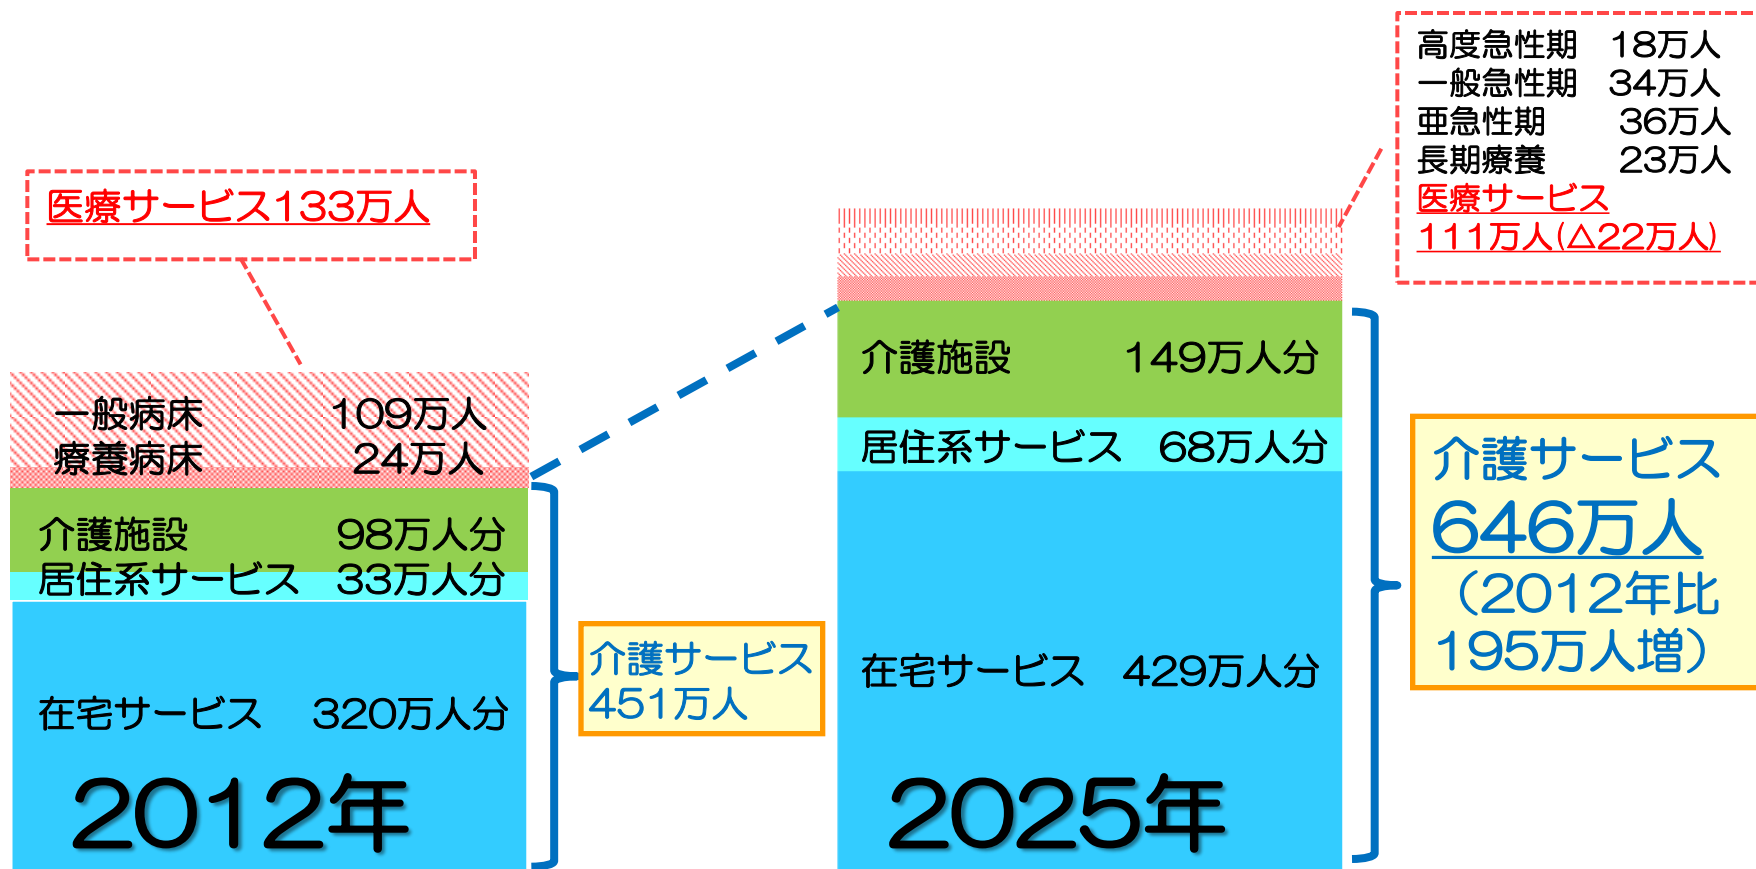 医療サービス133万人
一般病床 109万人
療養病床 24万人
介護施設 98万人分
居住系サービス 33万人分
在宅サービス 320万人分
2012年
介護サービス
451万人
高度急性期 18万人
一般急性期 34万人
亜急性期 36万人
長期療養 23万人
医療サービス
111万人(△22万人)
介護施設 149万人分
居住系サービス 68万人分
在宅サービス 429万人分
2025年
介護サービス
646万人
（2012年比
195万人増）